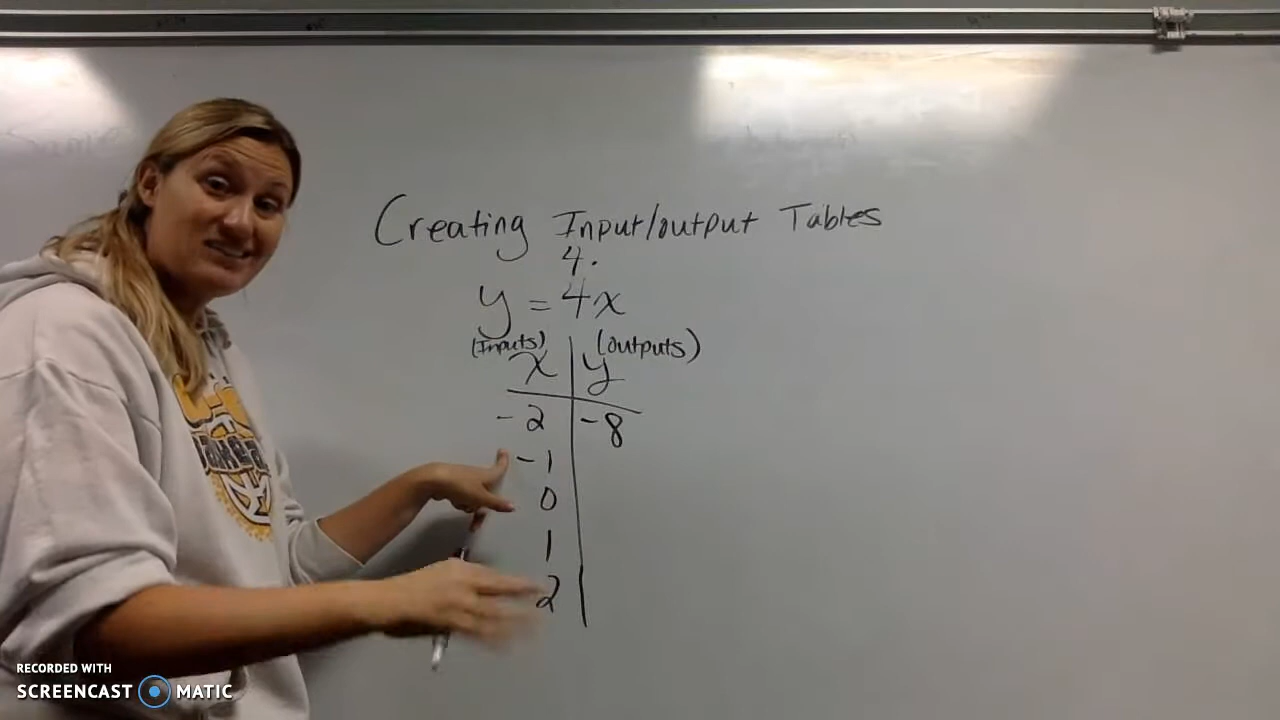 Creating Input/output Tables
4.
y = 4x
(Inputs) (outputs)
x y
-2 -8
-1
0
1
2
RECORDED WITH
SCREENCAST MATIC